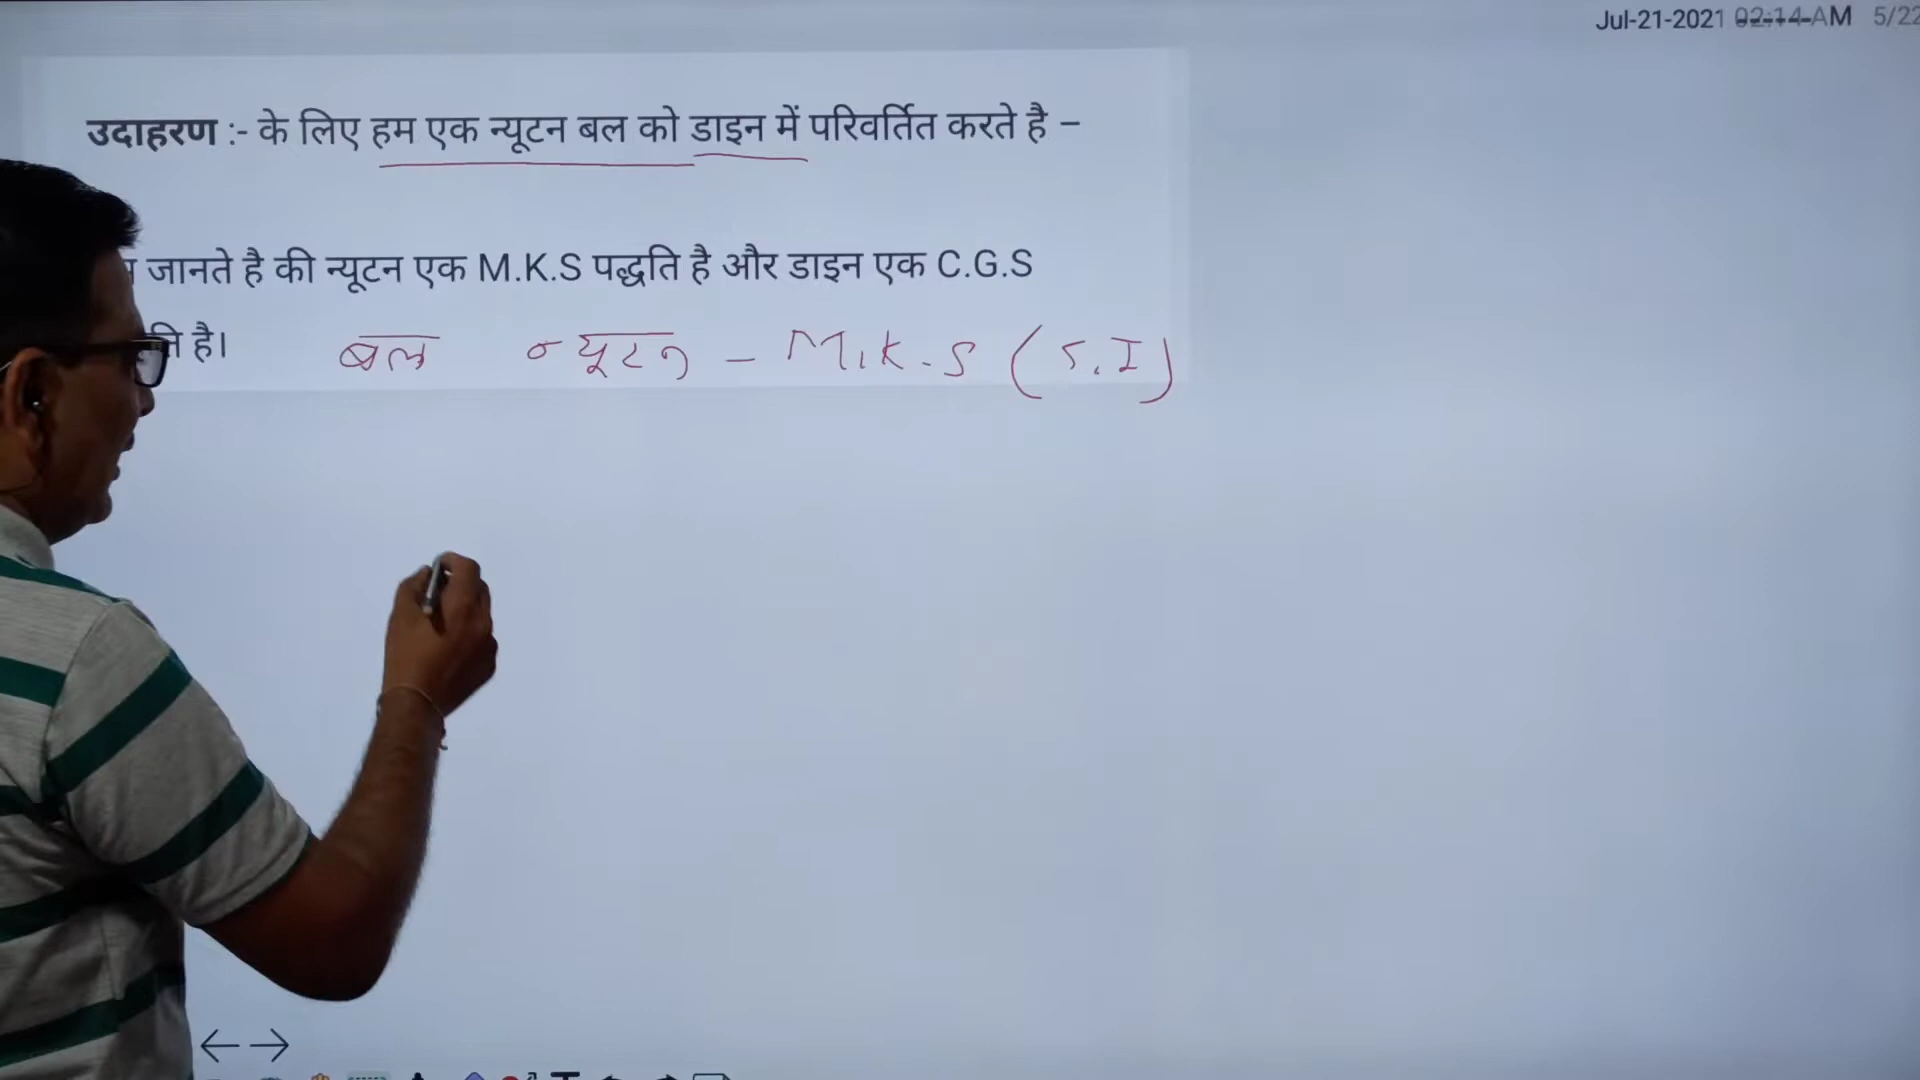 Jul-21-2021 02:14 AM 5/22
उदाहरण :- के लिए हम एक न्यूटन बल को डाइन में परिवर्तित करते है –
जानते है की न्यूटन एक M.K.S पद्धति है और डाइन एक C.G.S
है।
बल न्यूटन - M.K.S (S.I)